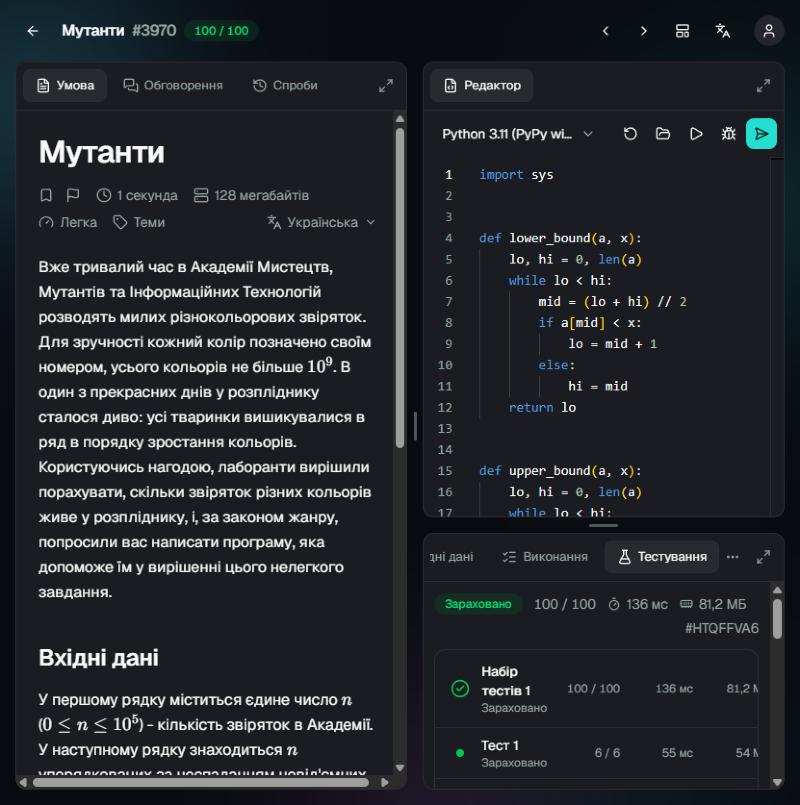 Мутанти #3970 100 / 100
Умова Обговорення Спроби
Мутанти
1 секунда 128 мегабайтів
Легка Теми Українська
Вже тривалий час в Академії Мистецтв,
Мутантів та Інформаційних Технологій
розводять милих різнокольорових звіряток.
Для зручності кожний колір позначено своїм
номером, усього кольорів не більше 10⁹. В
один з прекрасних днів у розпліднику
сталося диво: усі тваринки вишикувалися в
ряд в порядку зростання кольорів.
Користуючись нагодою, лаборанти вирішили
порахувати, скільки звіряток різних кольорів
живе у розпліднику, і, за законом жанру,
попросили вас написати програму, яка
допоможе їм у вирішенні цього нелегкого
завдання.
Вхідні дані
У першому рядку міститься єдине число n
(0 ≤ n ≤ 10⁵) - кількість звіряток в Академії.
У наступному рядку знаходиться n
упорядкованих за неспаданням невід'ємних
Редактор
Python 3.11 (PyPy wi...
1 import sys
2
3
4 def lower_bound(a, x):
5 lo, hi = 0, len(a)
6 while lo < hi:
7 mid = (lo + hi) // 2
8 if a[mid] < x:
9 lo = mid + 1
10 else:
11 hi = mid
12 return lo
13
14
15 def upper_bound(a, x):
16 lo, hi = 0, len(a)
17 while lo < hi:
дні дані Виконання Тестування
Зараховано 100 / 100 136 мс 81,2 МБ
#HTQFFVA6
Набір
тестів 1 100 / 100 136 мс 81,2 М
Зараховано
Тест 1 6 / 6 55 мс 54 М
Зараховано